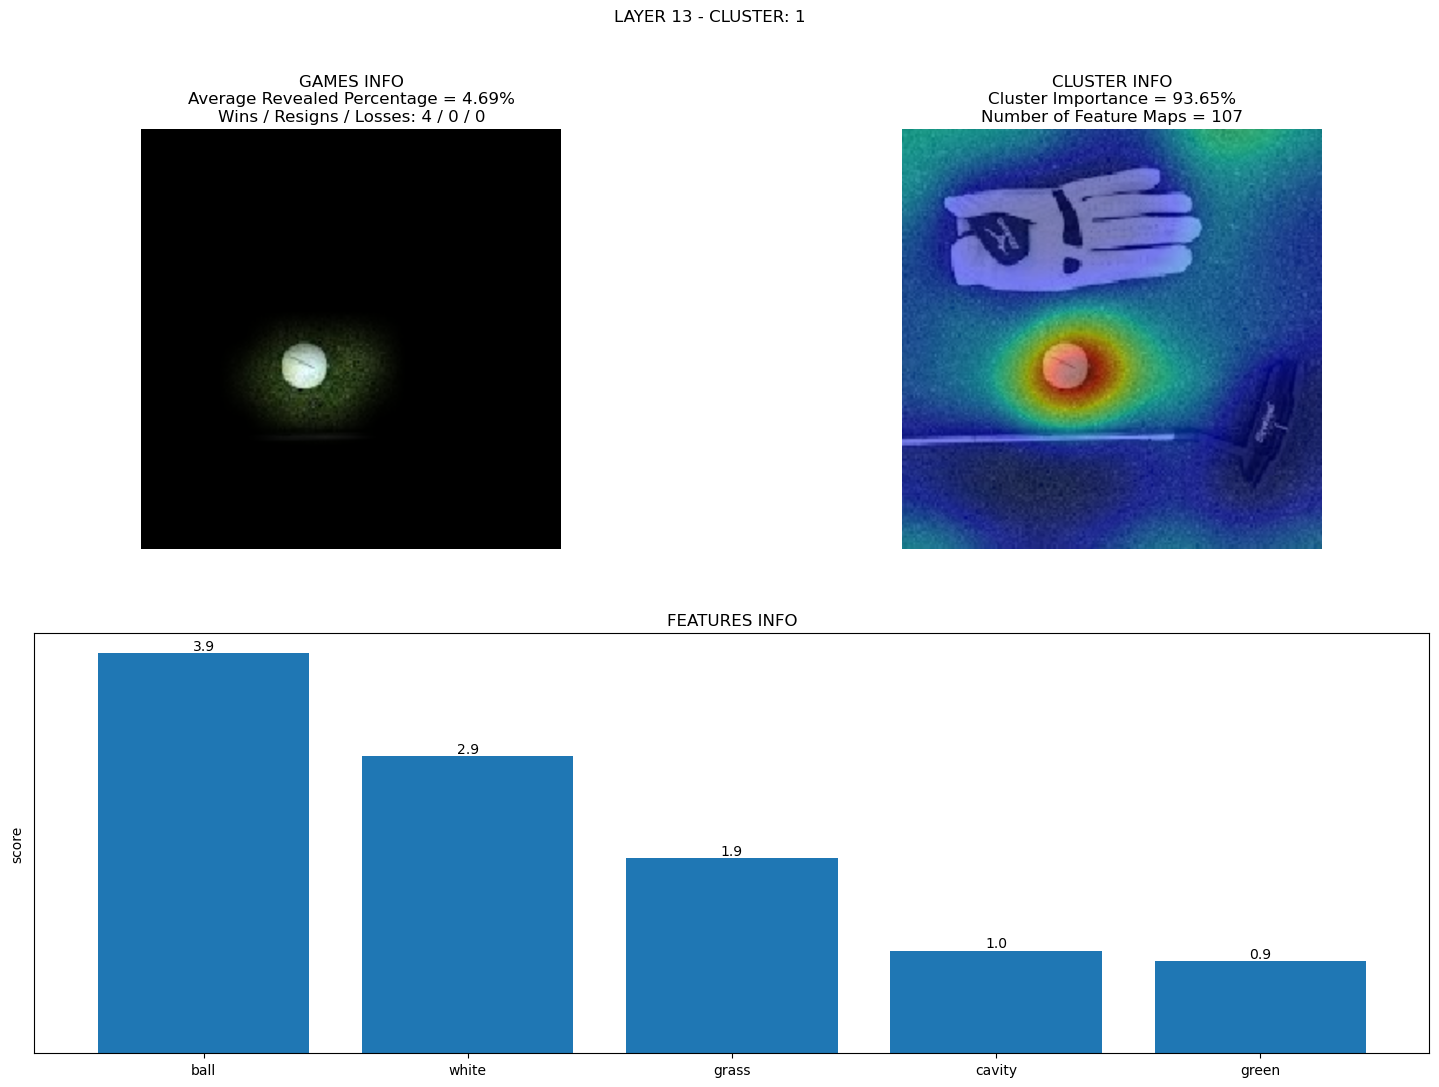 LAYER 13 - CLUSTER: 1
GAMES INFO
Average Revealed Percentage = 4.69%
Wins / Resigns / Losses: 4 / 0 / 0
CLUSTER INFO
Cluster Importance = 93.65%
Number of Feature Maps = 107
FEATURES INFO
score
3.9
2.9
1.9
1.0
0.9
ball
white
grass
cavity
green